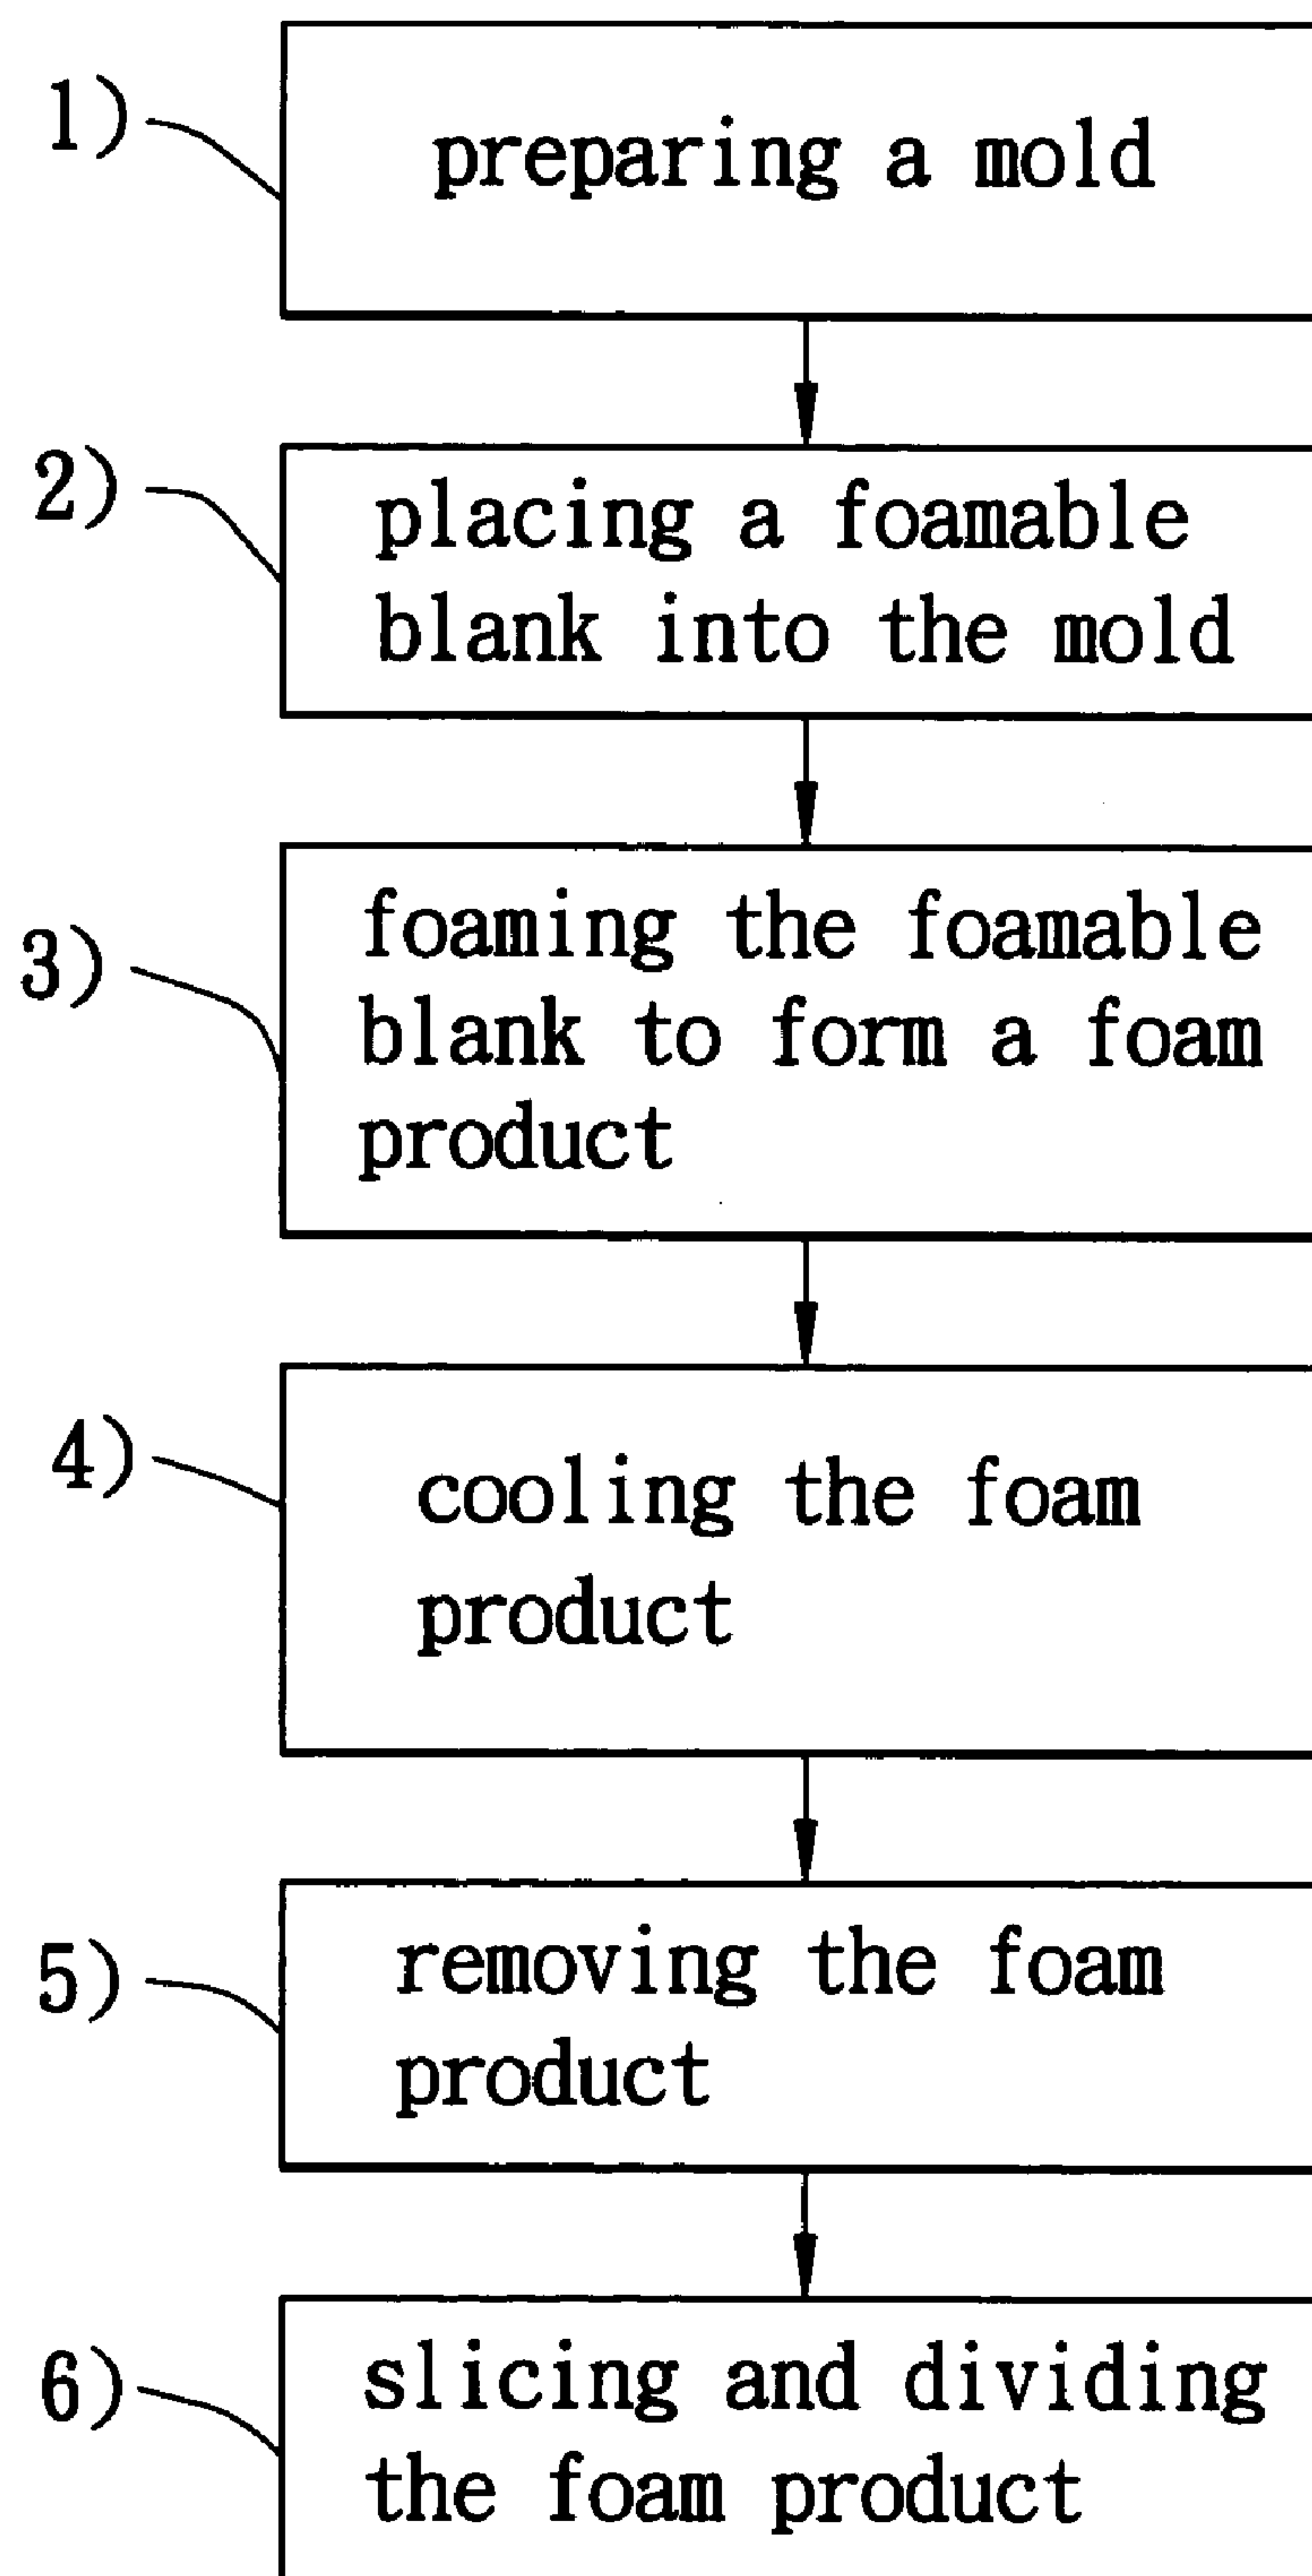 1)
preparing a mold
2)
placing a foamable
blank into the mold
3)
foaming the foamable
blank to form a foam
product
4)
cooling the foam
product
5)
removing the foam
product
6)
slicing and dividing
the foam product